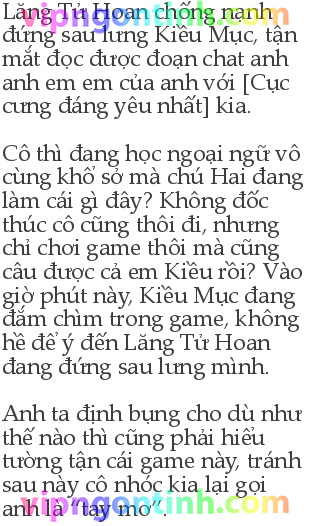 Lăng Tử Hoan chống nạnh
đứng sau lưng Kiều Mục, tận
mắt đọc được đoạn chat anh
anh em em của anh với [Cục
cưng đáng yêu nhất] kia.
Cô thì đang học ngoại ngữ vô
cùng khổ sở mà chú Hai đang
làm cái gì đây? Không đốc
thúc cô cũng thôi đi, nhưng
chỉ chơi game thôi mà cũng
câu được cả em Kiều rồi? Vào
giờ phút này, Kiều Mục đang
đắm chìm trong game, không
hề để ý đến Lăng Tử Hoan
đang đứng sau lưng mình.
Anh ta định bụng cho dù như
thế nào thì cũng phải hiểu
tường tận cái game này, tránh
sau này cô nhóc kia lại gọi
anh là “tay mơ”.
vipngontinh.com
vipngontinh.com